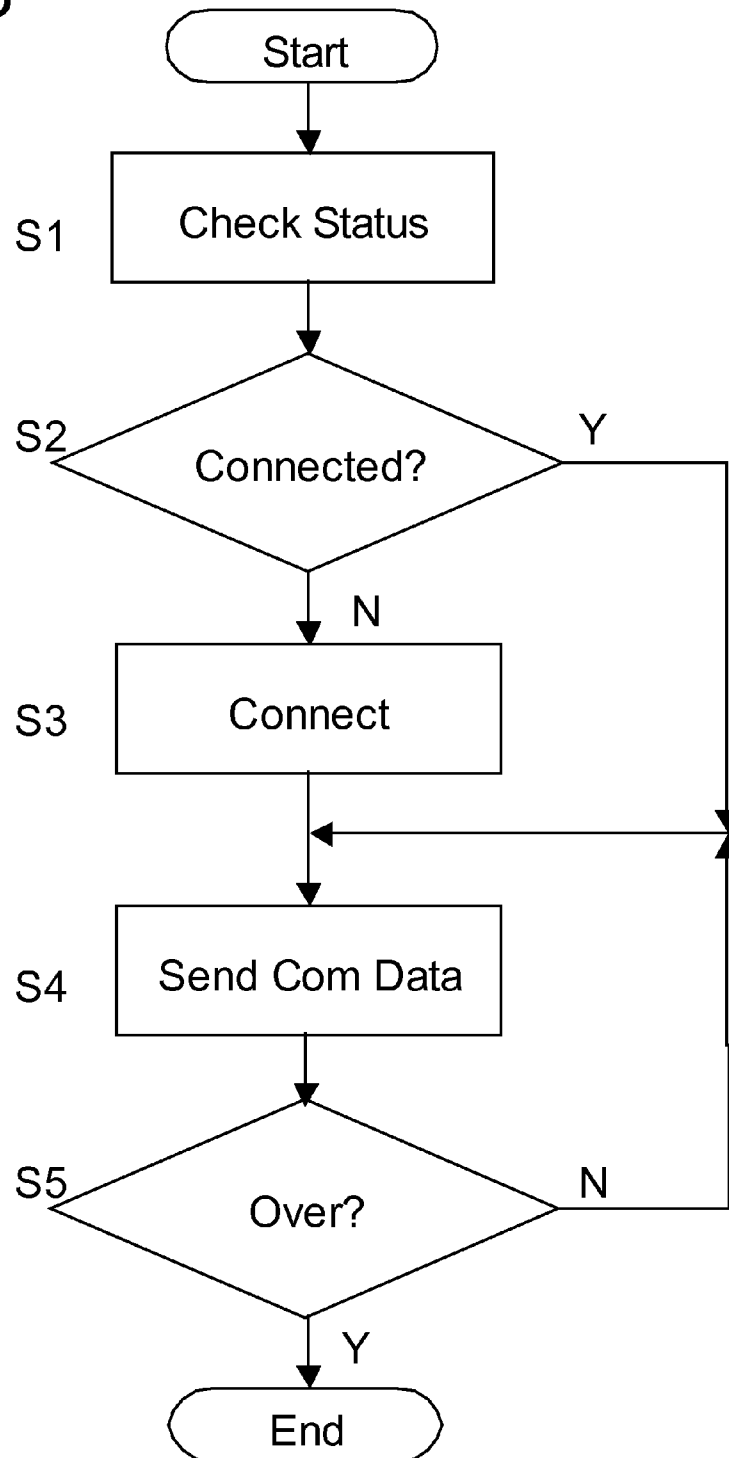 Start
S1
Check Status
S2
Connected?
Y
N
S3
Connect
S4
Send Com Data
S5
Over?
N
Y
End